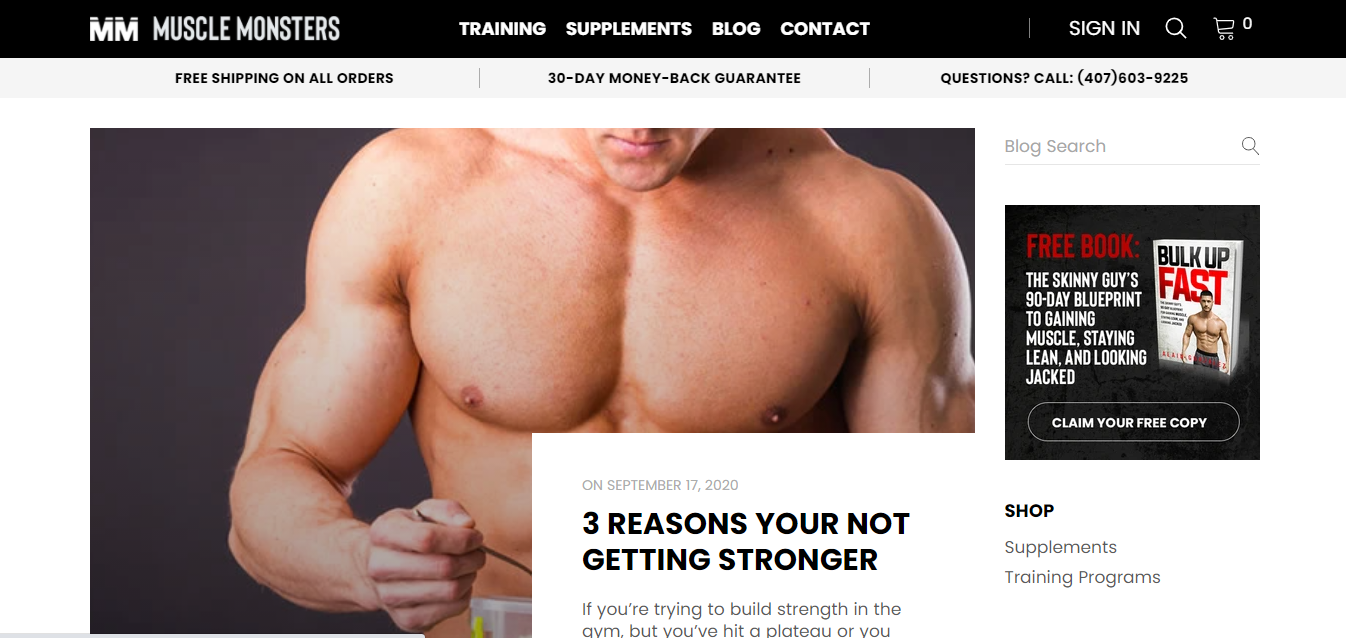 MM MUSCLE MONSTERS
TRAINING SUPPLEMENTS BLOG CONTACT
SIGN IN 0
FREE SHIPPING ON ALL ORDERS
30-DAY MONEY-BACK GUARANTEE
QUESTIONS? CALL: (407)603-9225
Blog Search
FREE BOOK:
THE SKINNY GUY'S
90-DAY BLUEPRINT
TO GAINING
MUSCLE, STAYING
LEAN, AND LOOKING
JACKED
BULK UP
FAST
CLAIM YOUR FREE COPY
ON SEPTEMBER 17, 2020
3 REASONS YOUR NOT
GETTING STRONGER
If you’re trying to build strength in the
gym, but you’ve hit a plateau or you
SHOP
Supplements
Training Programs